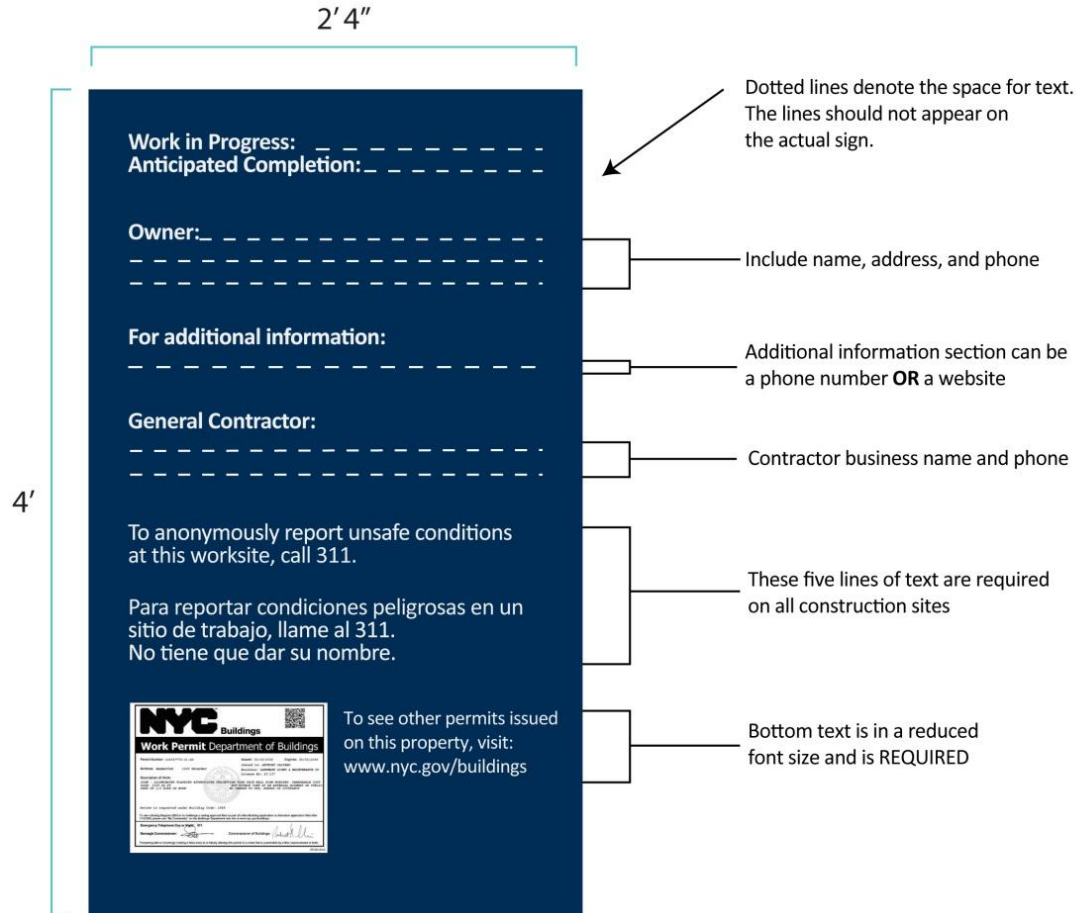 2' 4"
4'
Work in Progress:
Anticipated Completion:
Dotted lines denote the space for text.
The lines should not appear on
the actual sign.
Owner:
Include name, address, and phone
For additional information:
Additional information section can be
a phone number OR a website
General Contractor:
Contractor business name and phone
To anonymously report unsafe conditions
at this worksite, call 311.
Para reportar condiciones peligrosas en un
sitio de trabajo, llame al 311.
No tiene que dar su nombre.
These five lines of text are required
on all construction sites
NYC Buildings
Work Permit Department of Buildings
To see other permits issued
on this property, visit:
www.nyc.gov/buildings
Bottom text is in a reduced
font size and is REQUIRED